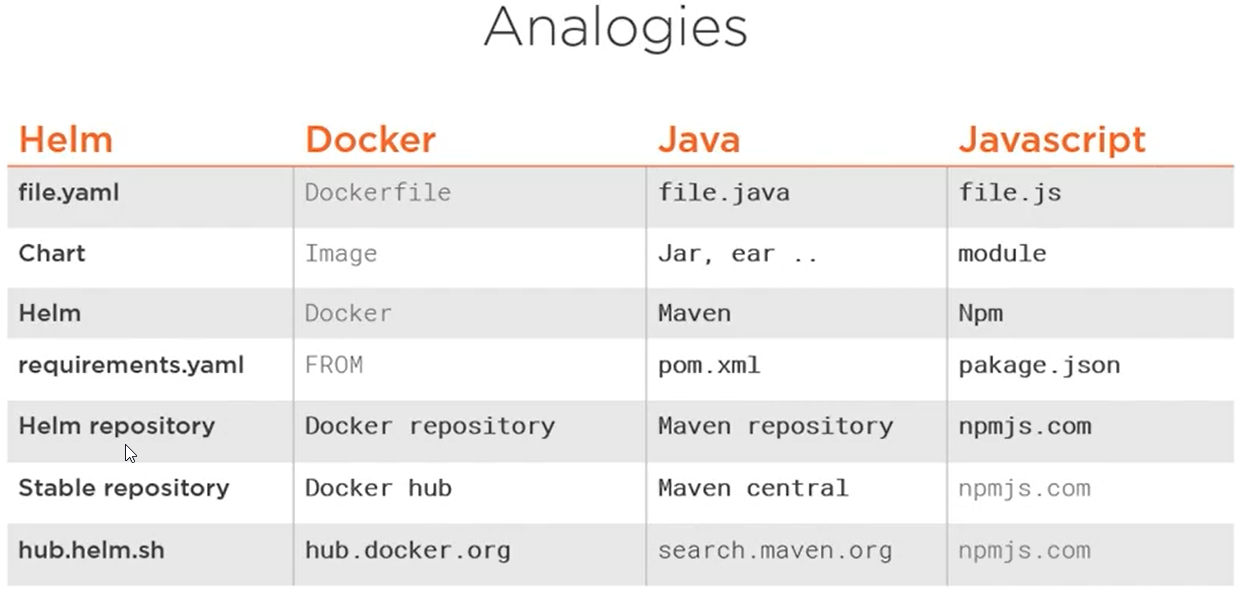 Analogies
Helm Docker Java Javascript
file.yaml Dockerfile file.java file.js
Chart Image Jar, ear .. module
Helm Docker Maven Npm
requirements.yaml FROM pom.xml pakage.json
Helm repository Docker repository Maven repository npmjs.com
Stable repository Docker hub Maven central npmjs.com
hub.helm.sh hub.docker.org search.maven.org npmjs.com